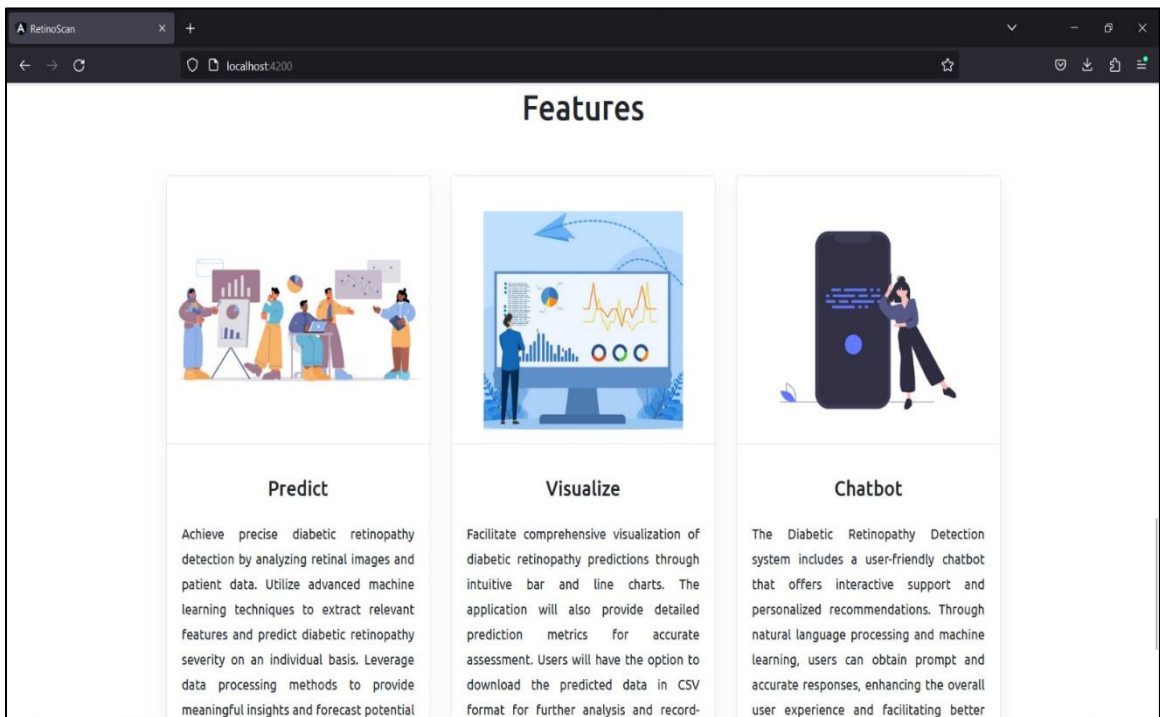 RetinoScan
localhost:4200
Features
Predict
Achieve precise diabetic retinopathy
detection by analyzing retinal images and
patient data. Utilize advanced machine
learning techniques to extract relevant
features and predict diabetic retinopathy
severity on an individual basis. Leverage
data processing methods to provide
meaningful insights and forecast potential
Visualize
Facilitate comprehensive visualization of
diabetic retinopathy predictions through
intuitive bar and line charts. The
application will also provide detailed
prediction metrics for accurate
assessment. Users will have the option to
download the predicted data in CSV
format for further analysis and record-
Chatbot
The Diabetic Retinopathy Detection
system includes a user-friendly chatbot
that offers interactive support and
personalized recommendations. Through
natural language processing and machine
learning, users can obtain prompt and
accurate responses, enhancing the overall
user experience and facilitating better